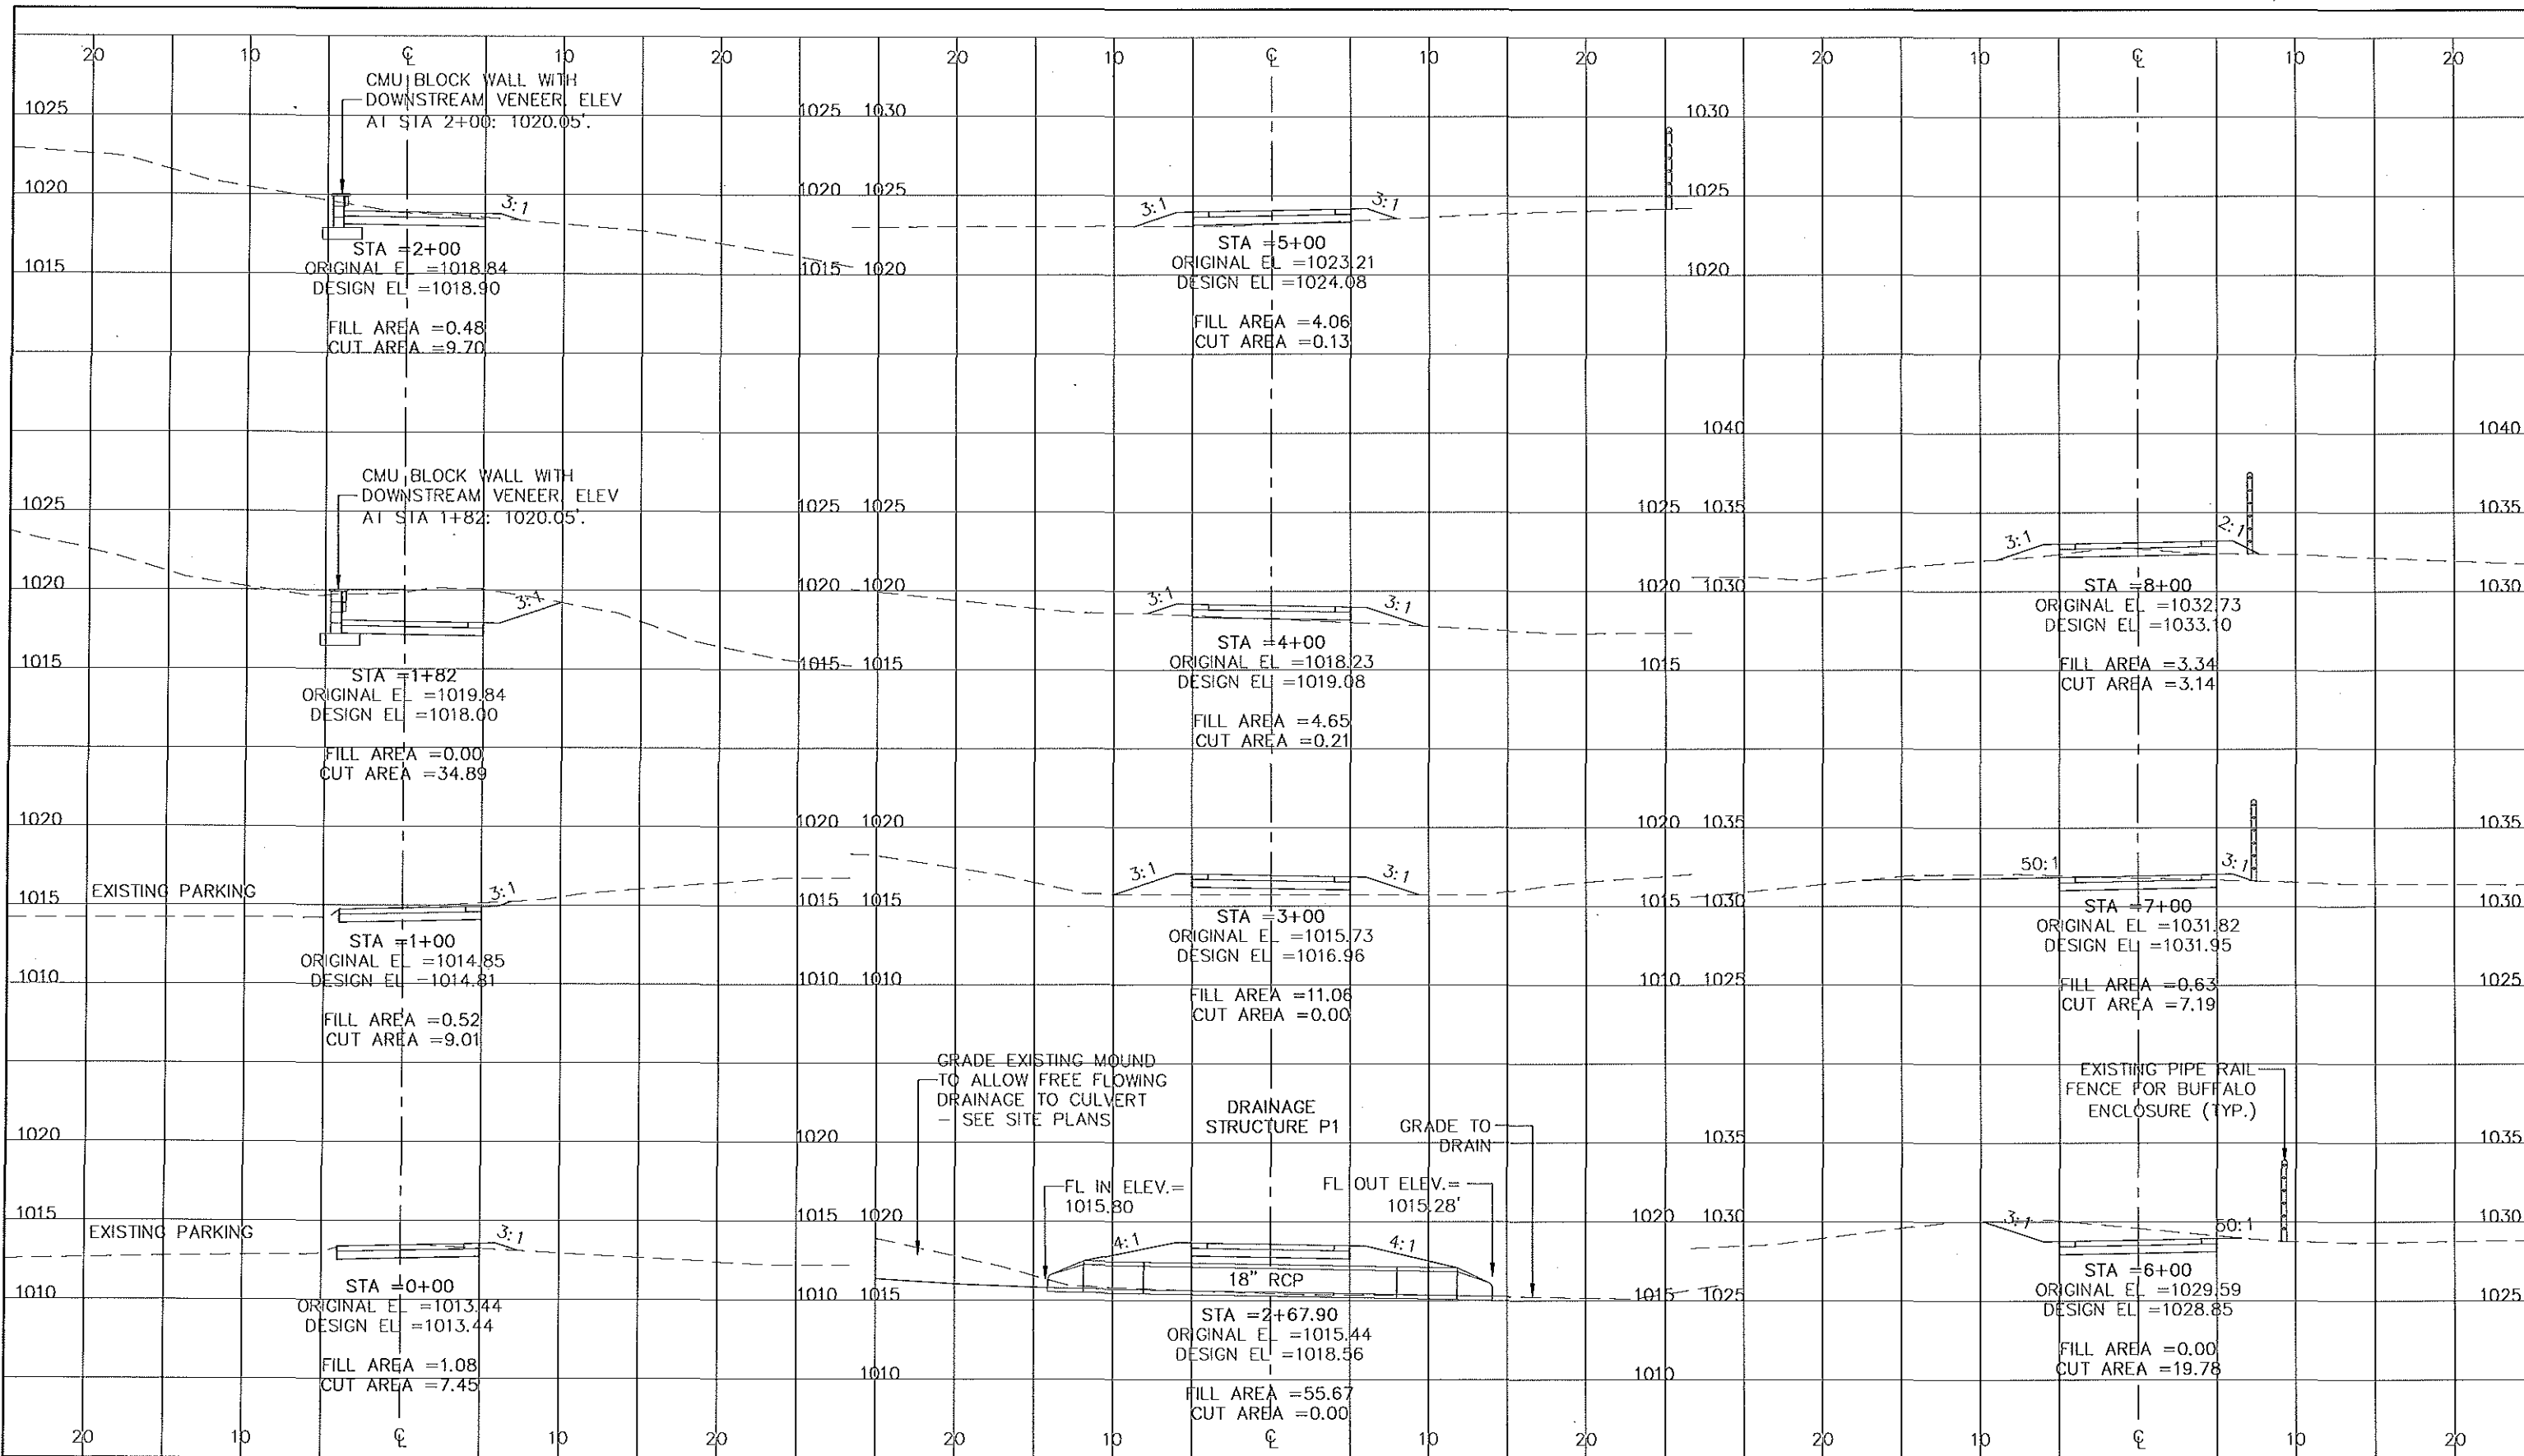 20 10 ℄ 10 20 20 10 ℄ 10 20 20 10 ℄ 10 20
CMU BLOCK WALL WITH
DOWNSTREAM VENEER, ELEV
AT STA 2+00: 1020.05'.
1025
1020
1015
3:1
STA =2+00
ORIGINAL EL =1018.84
DESIGN EL =1018.90
FILL AREA =0.48
CUT AREA =9.70
1025
1020
1015
CMU BLOCK WALL WITH
DOWNSTREAM VENEER, ELEV
AT STA 1+82: 1020.05'.
1025
1020
1015
3:1
STA =1+82
ORIGINAL EL =1019.84
DESIGN EL =1018.00
FILL AREA =0.00
CUT AREA =34.89
1025
1020
1015
1020
1015
1010
EXISTING PARKING
3:1
STA =1+00
ORIGINAL EL =1014.85
DESIGN EL =1014.81
FILL AREA =0.52
CUT AREA =9.01
1020
1015
1010
1020
1015
1010
EXISTING PARKING
3:1
STA =0+00
ORIGINAL EL =1013.44
DESIGN EL =1013.44
FILL AREA =1.08
CUT AREA =7.45
1020
1015
1010
1030
1025
1020
3:1
3:1
STA =5+00
ORIGINAL EL =1023.21
DESIGN EL =1024.08
FILL AREA =4.06
CUT AREA =0.13
1030
1025
1020
1025
1020
1015
3:1
3:1
STA =4+00
ORIGINAL EL =1018.23
DESIGN EL =1019.08
FILL AREA =4.65
CUT AREA =0.21
1025
1020
1015
1020
1015
1010
3:1
3:1
STA =3+00
ORIGINAL EL =1015.73
DESIGN EL =1016.96
FILL AREA =11.06
CUT AREA =0.00
1020
1015
1010
GRADE EXISTING MOUND
TO ALLOW FREE FLOWING
DRAINAGE TO CULVERT
- SEE SITE PLANS
DRAINAGE
STRUCTURE P1
GRADE TO
DRAIN
FL IN ELEV.=
1015.80
FL OUT ELEV.=
1015.28'
1020
1015
1010
4:1
4:1
18" RCP
STA =2+67.90
ORIGINAL EL =1015.44
DESIGN EL =1018.56
FILL AREA =55.67
CUT AREA =0.00
1020
1015
1010
1040
1035
1030
3:1
2:1
STA =8+00
ORIGINAL EL =1032.73
DESIGN EL =1033.10
FILL AREA =3.34
CUT AREA =3.14
1040
1035
1030
1035
1030
1025
50:1
3:1
STA =7+00
ORIGINAL EL =1031.82
DESIGN EL =1031.95
FILL AREA =0.63
CUT AREA =7.19
1035
1030
1025
EXISTING PIPE RAIL
FENCE FOR BUFFALO
ENCLOSURE (TYP.)
1035
1030
1025
3:1
50:1
STA =6+00
ORIGINAL EL =1029.59
DESIGN EL =1028.85
FILL AREA =0.00
CUT AREA =19.78
1035
1030
1025
20 10 ℄ 10 20 20 10 ℄ 10 20 20 10 ℄ 10 20